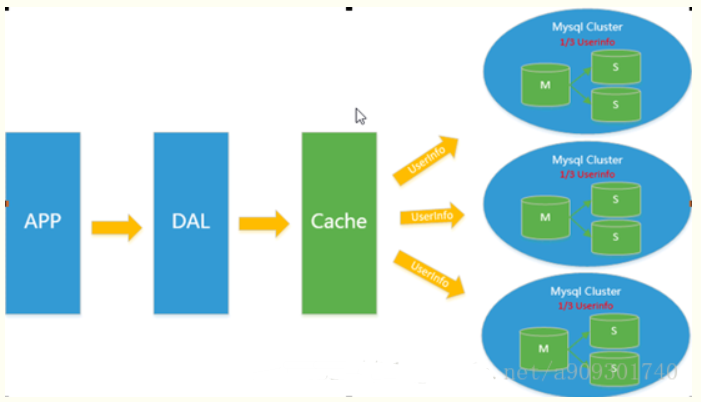 APP
DAL
Cache
UserInfo
UserInfo
UserInfo
Mysql Cluster
1/3 Userinfo
M
S
S
Mysql Cluster
1/3 Userinfo
M
S
S
Mysql Cluster
1/3 Userinfo
M
S
S
.net/a909301740